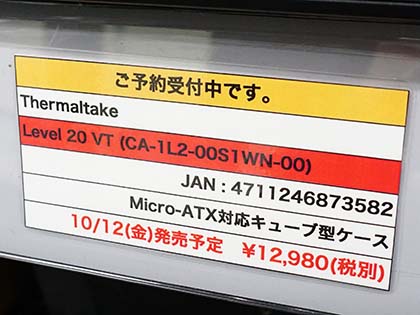 ご予約受付中です。
Thermaltake
Level 20 VT (CA-1L2-00S1WN-00)
JAN : 4711246873582
Micro-ATX対応キューブ型ケース
10/12(金)発売予定 ¥12,980(税別)